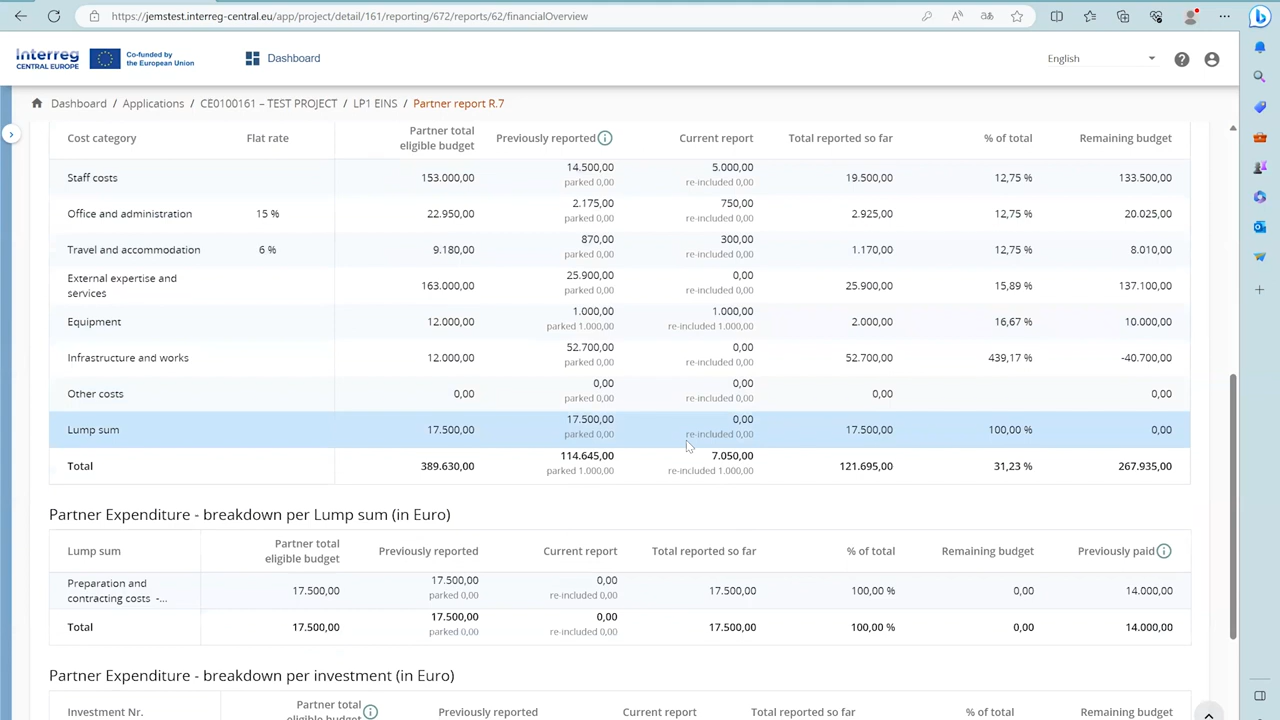 https://jemstest.interreg-central.eu/app/project/detail/161/reporting/672/reports/62/financialOverview
Interreg
CENTRAL EUROPE
Co-funded by
the European Union
Dashboard
English
Dashboard / Applications / CE0100161 – TEST PROJECT / LP1 EINS / Partner report R.7
Cost category Flat rate Partner total eligible budget Previously reported Current report Total reported so far % of total Remaining budget
Staff costs 153.000,00 14.500,00 parked 0,00 5.000,00 re-included 0,00 19.500,00 12,75 % 133.500,00
Office and administration 15 % 22.950,00 2.175,00 parked 0,00 750,00 re-included 0,00 2.925,00 12,75 % 20.025,00
Travel and accommodation 6 % 9.180,00 870,00 parked 0,00 300,00 re-included 0,00 1.170,00 12,75 % 8.010,00
External expertise and services 163.000,00 25.900,00 parked 0,00 0,00 re-included 0,00 25.900,00 15,89 % 137.100,00
Equipment 12.000,00 1.000,00 parked 1.000,00 1.000,00 re-included 1.000,00 2.000,00 16,67 % 10.000,00
Infrastructure and works 12.000,00 52.700,00 parked 0,00 0,00 re-included 0,00 52.700,00 439,17 % -40.700,00
Other costs 0,00 0,00 parked 0,00 0,00 re-included 0,00 0,00 0,00
Lump sum 17.500,00 17.500,00 parked 0,00 0,00 re-included 0,00 17.500,00 100,00 % 0,00
Total 389.630,00 114.645,00 parked 1.000,00 7.050,00 re-included 1.000,00 121.695,00 31,23 % 267.935,00
Partner Expenditure - breakdown per Lump sum (in Euro)
Lump sum Partner total eligible budget Previously reported Current report Total reported so far % of total Remaining budget Previously paid
Preparation and contracting costs -... 17.500,00 17.500,00 parked 0,00 0,00 re-included 0,00 17.500,00 100,00 % 0,00 14.000,00
Total 17.500,00 17.500,00 parked 0,00 0,00 re-included 0,00 17.500,00 100,00 % 0,00 14.000,00
Partner Expenditure - breakdown per investment (in Euro)
Investment Nr. Partner total eligible budget Previously reported Current report Total reported so far % of total Remaining budget